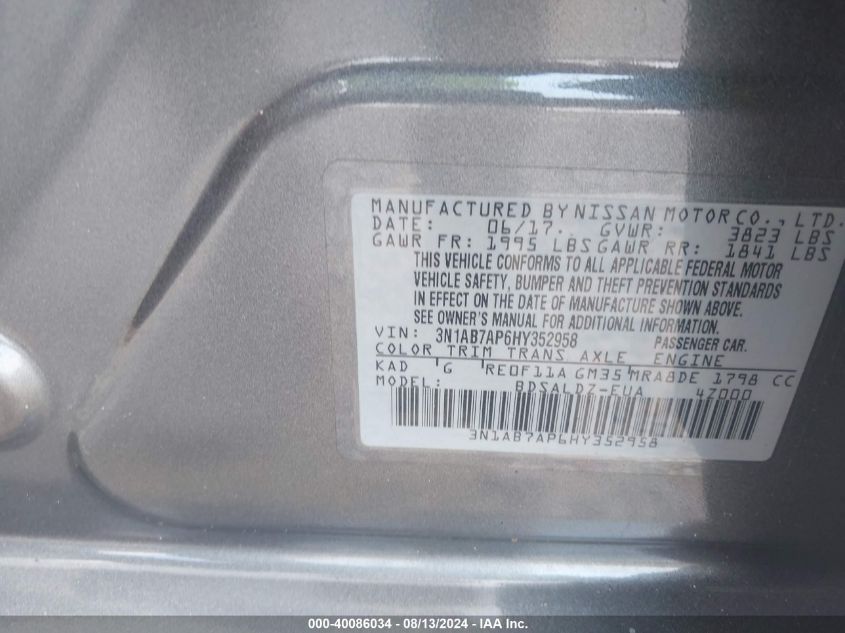 MANUFACTURED BY NISSAN MOTOR CO., LTD.
DATE: 06/17. GVWR: 3823 LBS
GAWR FR: 1995 LBS GAWR RR: 1841 LBS
THIS VEHICLE CONFORMS TO ALL APPLICABLE FEDERAL MOTOR
VEHICLE SAFETY, BUMPER AND THEFT PREVENTION STANDARDS
IN EFFECT ON THE DATE OF MANUFACTURE SHOWN ABOVE.
SEE OWNER'S MANUAL FOR ADDITIONAL INFORMATION.
VIN: 3N1AB7AP6HY352958 PASSENGER CAR.
COLOR TRIM TRANS AXLE ENGINE
KAD G RE0F11A GM35 MRA8DE 1798 CC
MODEL: BDSALDZ-EUA 4Z000
3N1AB7AP6HY352958
000-40086034 - 08/13/2024 - IAA Inc.